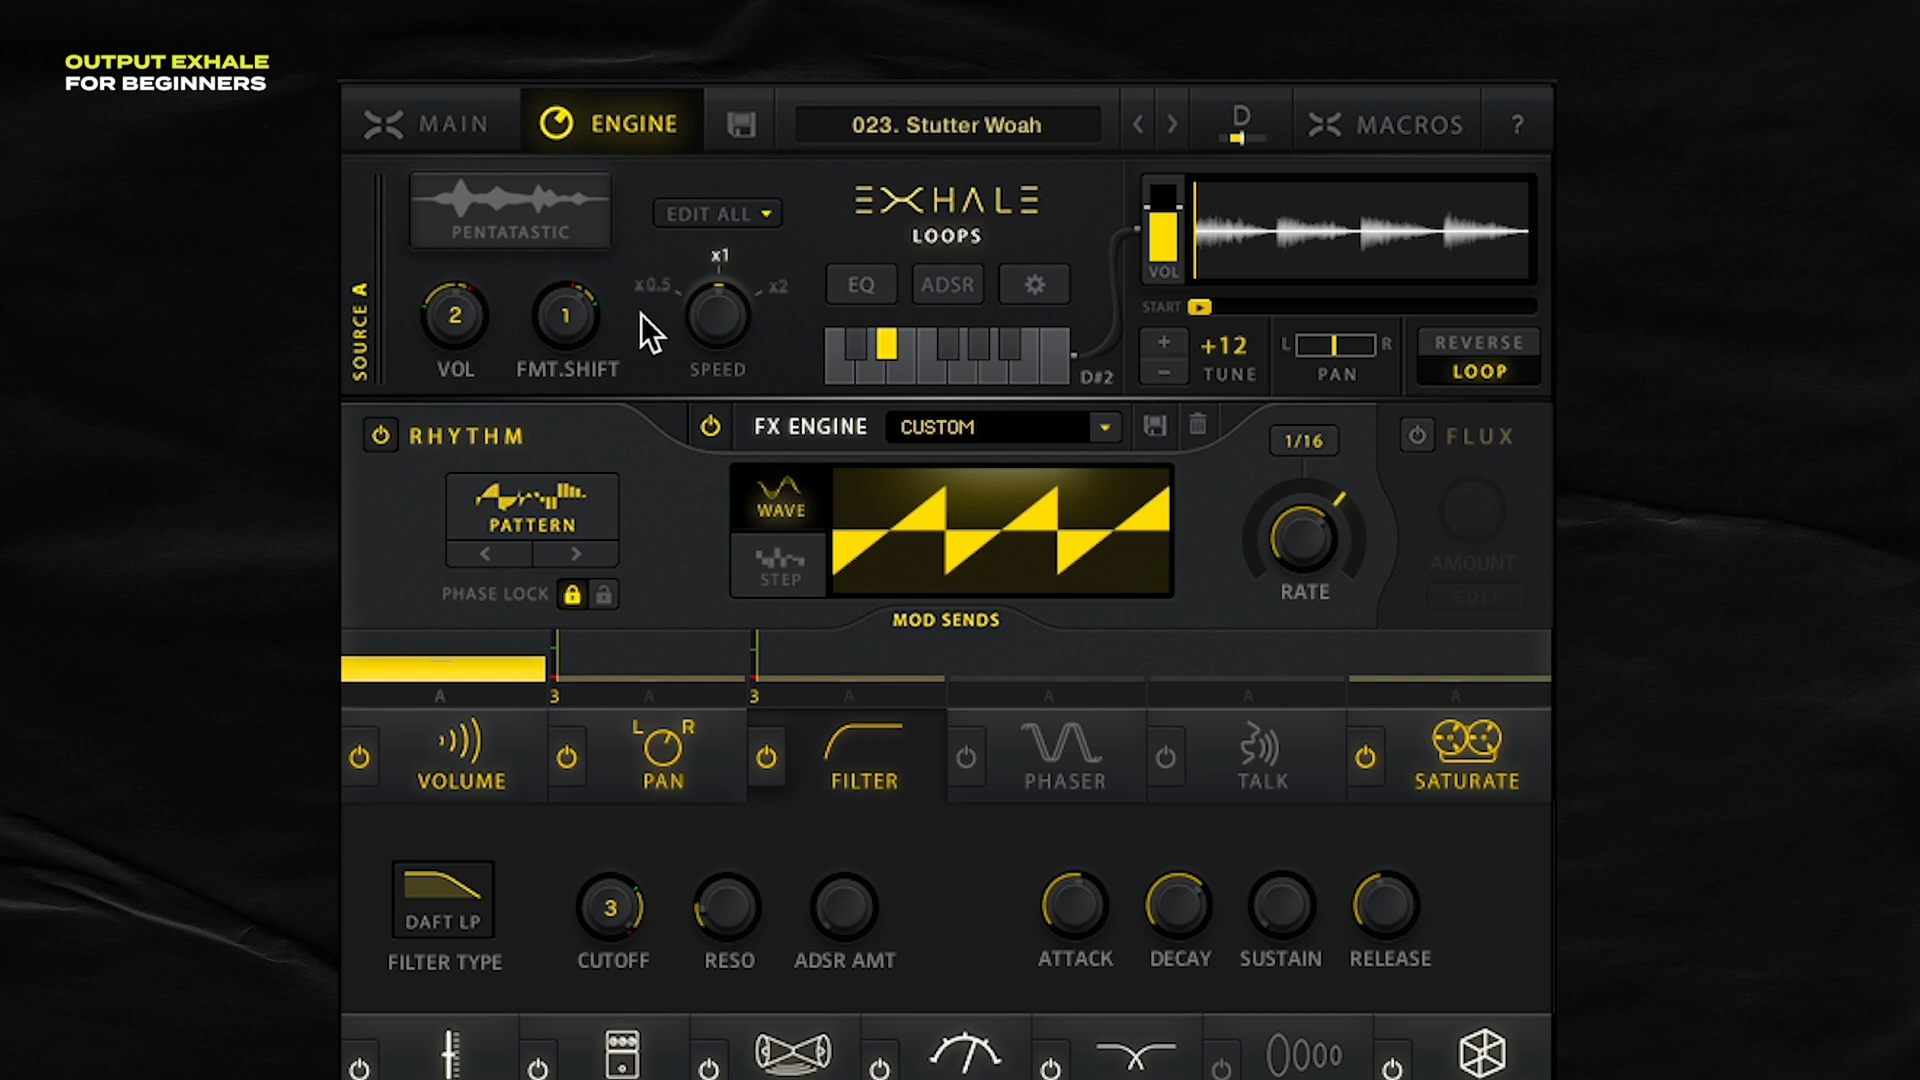 OUTPUT EXHALE
FOR BEGINNERS
MAIN
ENGINE
023. Stutter Woah
D
MACROS
?
SOURCE A
PENTATASTIC
EDIT ALL
2
VOL
1
FMT.SHIFT
x0.5
x1
x2
SPEED
EXHALE
LOOPS
EQ
ADSR
D#2
VOL
START
+
-
+12
TUNE
L
R
PAN
REVERSE
LOOP
RHYTHM
PATTERN
PHASE LOCK
FX ENGINE
CUSTOM
WAVE
STEP
1/16
RATE
FLUX
AMOUNT
EDIT
MOD SENDS
A
3
A
3
A
A
A
A
VOLUME
L
R
PAN
FILTER
PHASER
TALK
SATURATE
DAFT LP
FILTER TYPE
3
CUTOFF
RESO
ADSR AMT
ATTACK
DECAY
SUSTAIN
RELEASE